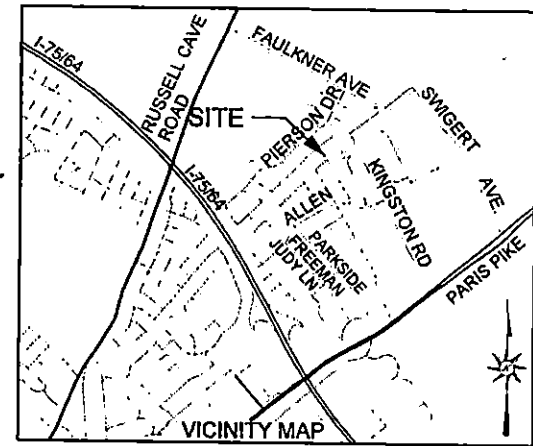 I-75/64
RUSSELL CAVE
ROAD
FAULKNER AVE
SITE
PIERSON DR
SWIGERT
AVE
I-75/64
ALLEN
KINGSTON RD
PARKSIDE
FREEMAN
JUDY LN
PARIS PIKE
VICINITY MAP